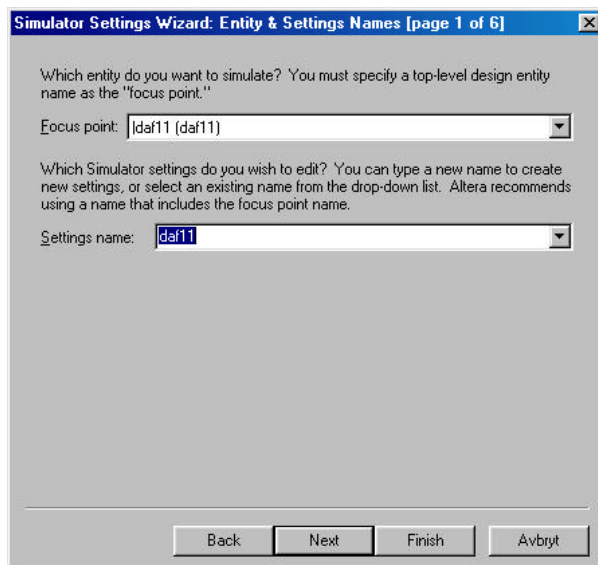 Simulator Settings Wizard: Entity & Settings Names [page 1 of 6]
Which entity do you want to simulate? You must specify a top-level design entity
name as the "focus point."
Focus point: |daf11 (daf11)
Which Simulator settings do you wish to edit? You can type a new name to create
new settings, or select an existing name from the drop-down list. Altera recommends
using a name that includes the focus point name.
Settings name: daf11
Back Next Finish Avbryt